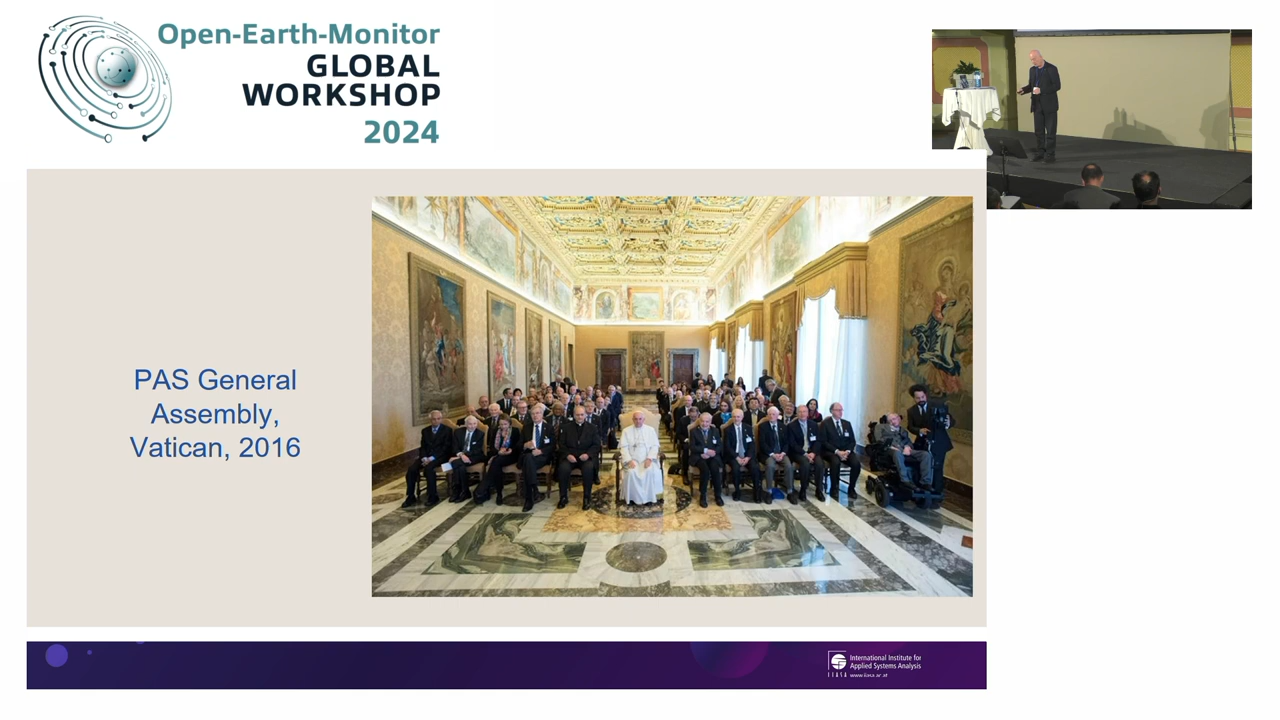 Open-Earth-Monitor
GLOBAL
WORKSHOP
2024
PAS General
Assembly,
Vatican, 2016
International Institute for
Applied Systems Analysis
IIASA www.iiasa.ac.at